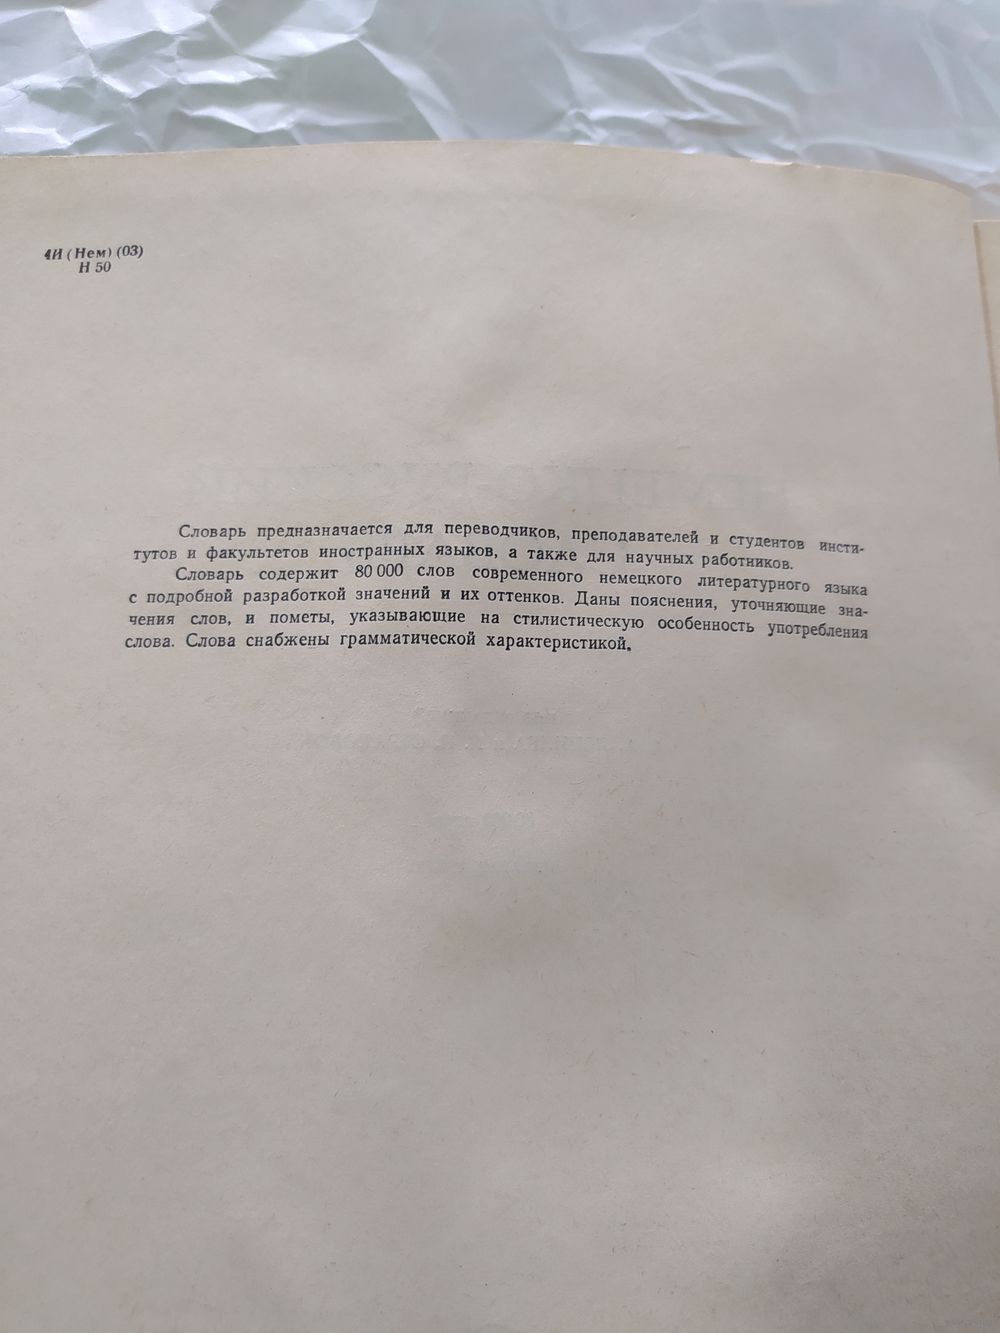 4И (Нем) (03)
Н 50
Словарь предназначается для переводчиков, преподавателей и студентов инсти-
тутов и факультетов иностранных языков, а также для научных работников.
Словарь содержит 80 000 слов современного немецкого литературного языка
с подробной разработкой значений и их оттенков. Даны пояснения, уточняющие зна-
чения слов, и пометы, указывающие на стилистическую особенность употребления
слова. Слова снабжены грамматической характеристикой.